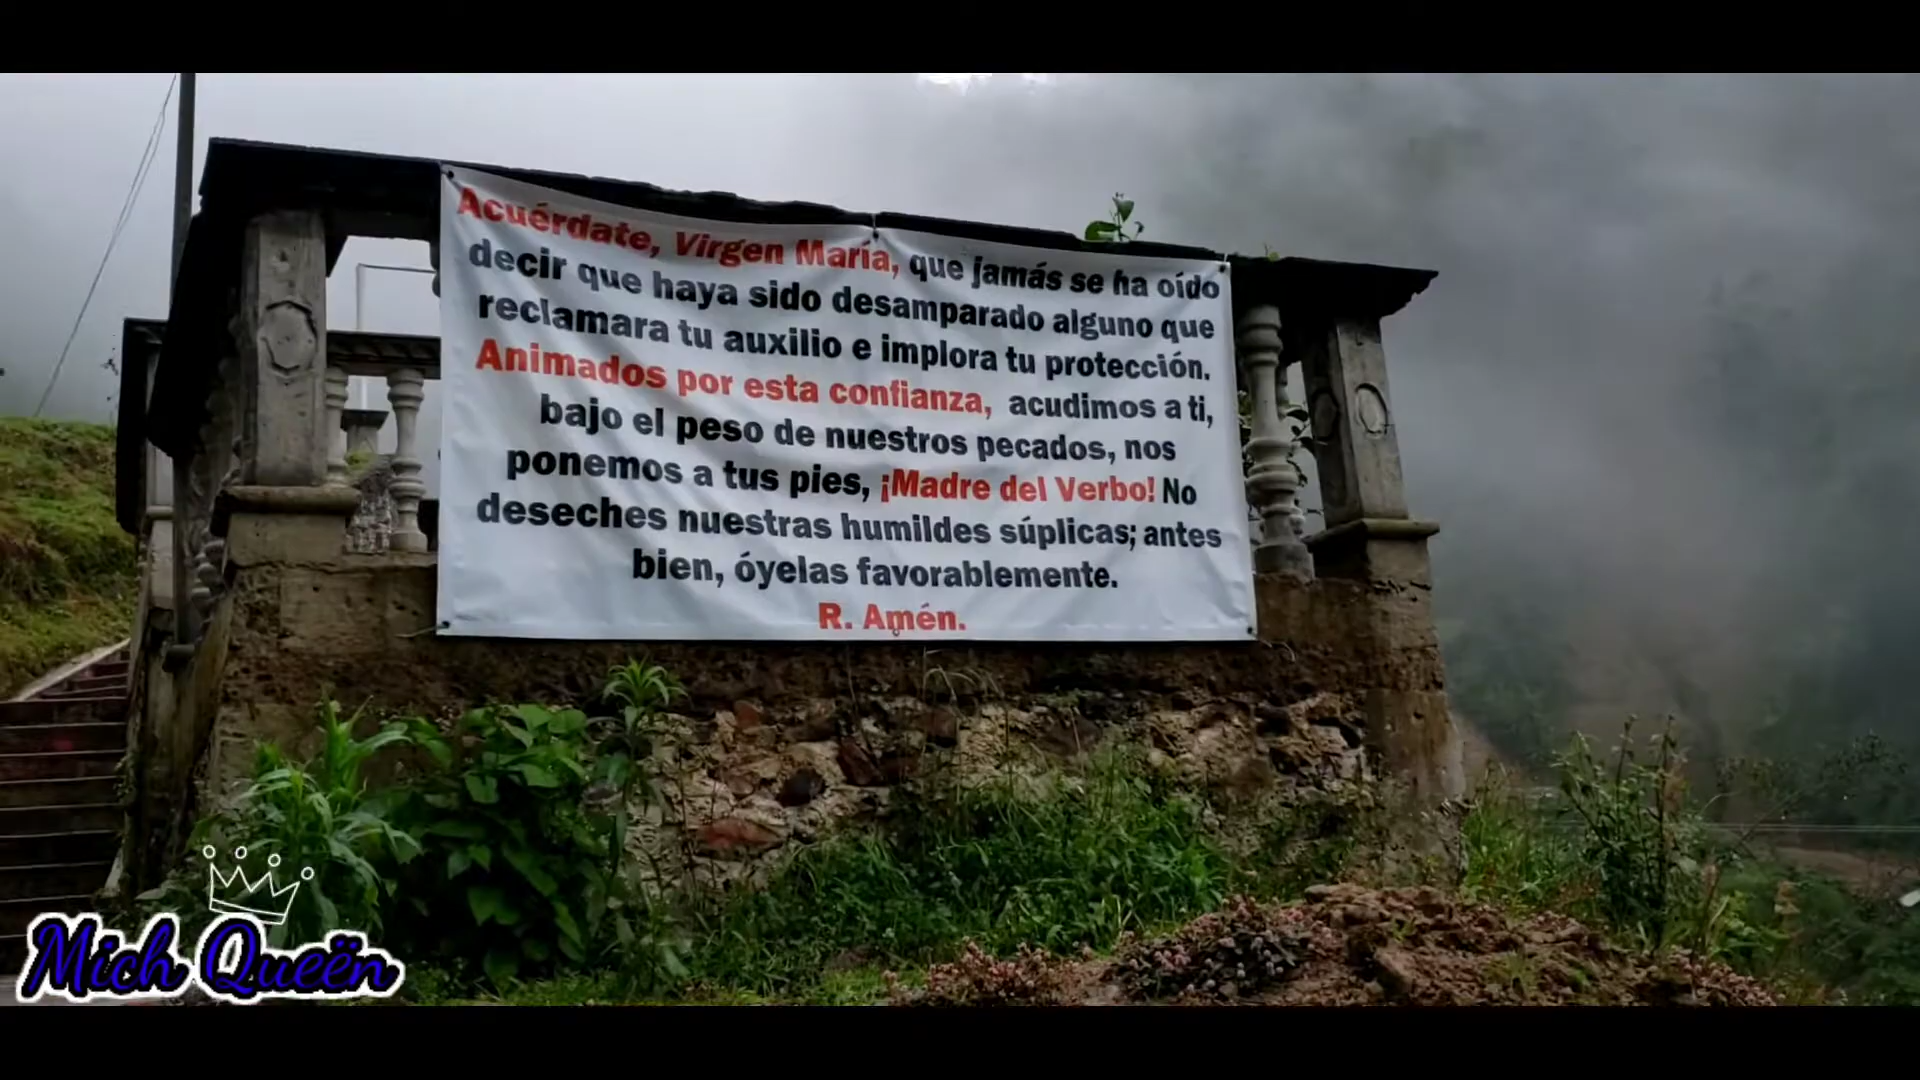 Acuérdate, Virgen María, que jamás se ha oído
decir que haya sido desamparado alguno que
reclamara tu auxilio e implora tu protección.
Animados por esta confianza, acudimos a ti,
bajo el peso de nuestros pecados, nos
ponemos a tus pies, ¡Madre del Verbo! No
deseches nuestras humildes súplicas; antes
bien, óyelas favorablemente.
R. Amén.
Mich Queën